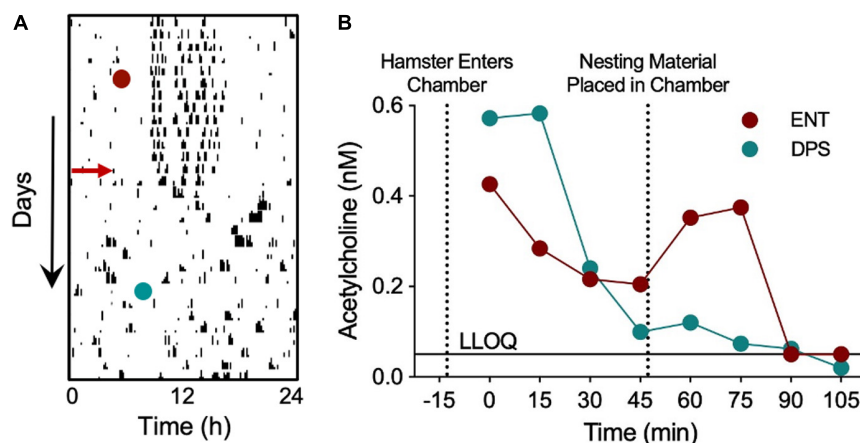 A
Days
0
12
24
Time (h)
B
Hamster Enters
Chamber
Nesting Material
Placed in Chamber
ENT
DPS
Acetylcholine (nM)
0.6
0.4
0.2
0.0
LLOQ
-15 0 15 30 45 60 75 90 105
Time (min)